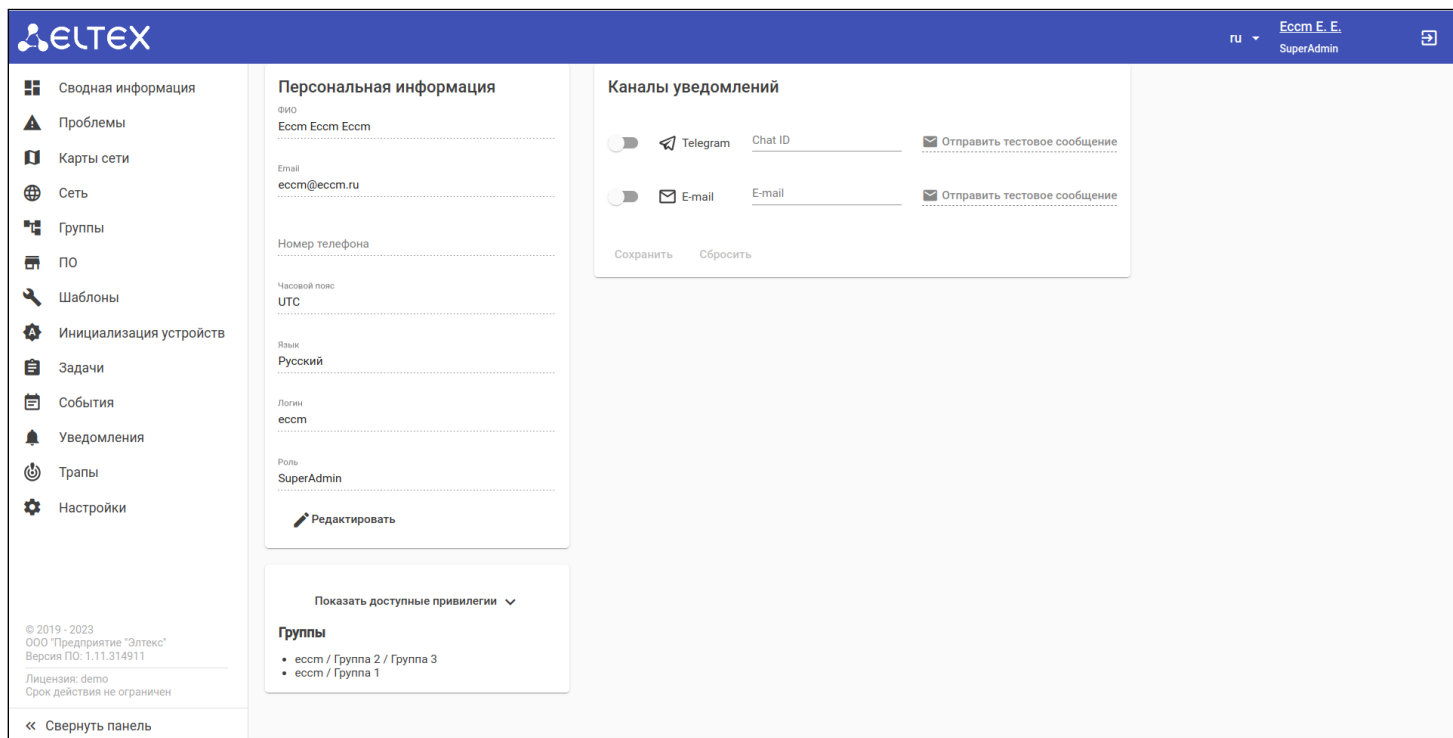 ELTEX
ru
Eccm E. E.
SuperAdmin
Сводная информация
Проблемы
Карты сети
Сеть
Группы
ПО
Шаблоны
Инициализация устройств
Задачи
События
Уведомления
Трапы
Настройки
© 2019 - 2023
ООО "Предприятие "Элтекс"
Версия ПО: 1.11.314911
Лицензия: demo
Срок действия не ограничен
Свернуть панель
Персональная информация
ФИО
Eccm Eccm Eccm
Email
eccm@eccm.ru
Номер телефона
Часовой пояс
UTC
Язык
Русский
Логин
eccm
Роль
SuperAdmin
Редактировать
Показать доступные привилегии
Группы
• eccm / Группа 2 / Группа 3
• eccm / Группа 1
Каналы уведомлений
Telegram Chat ID Отправить тестовое сообщение
E-mail E-mail Отправить тестовое сообщение
Сохранить Сбросить